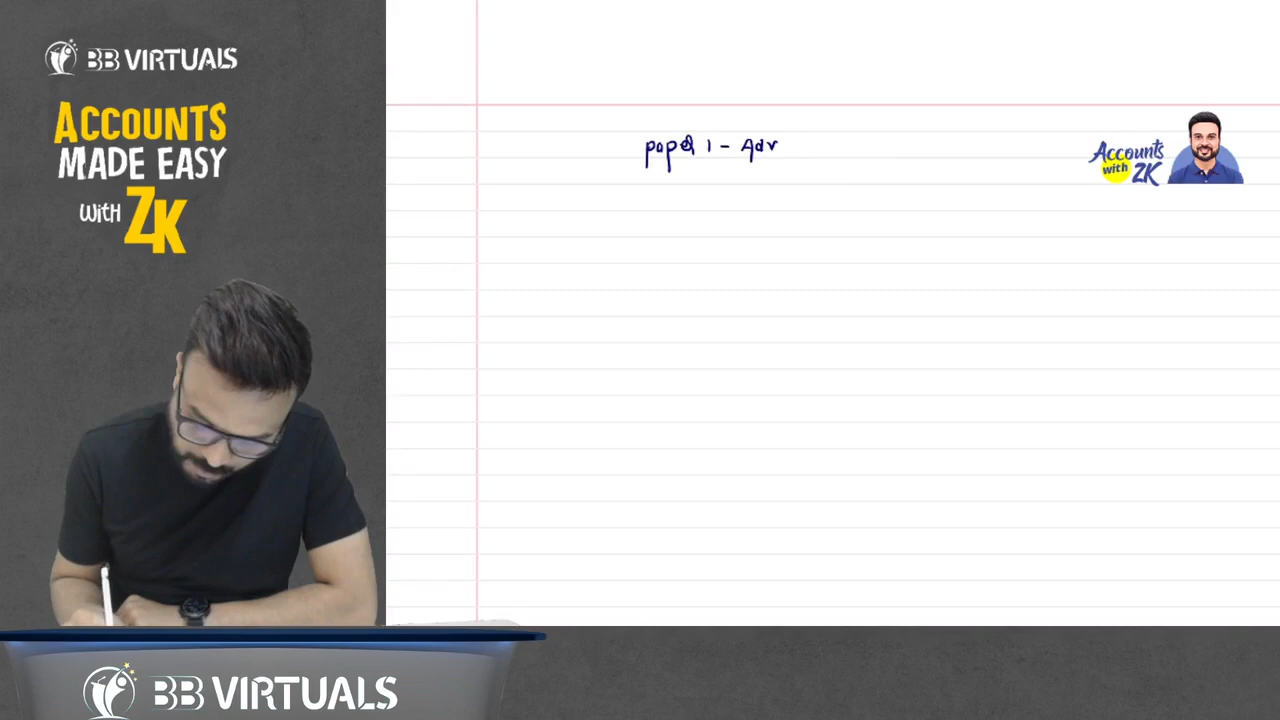 BB VIRTUALS
ACCOUNTS
MADE EASY
WITH ZK
paper 1 - Adv
Accounts
with ZK
BB VIRTUALS